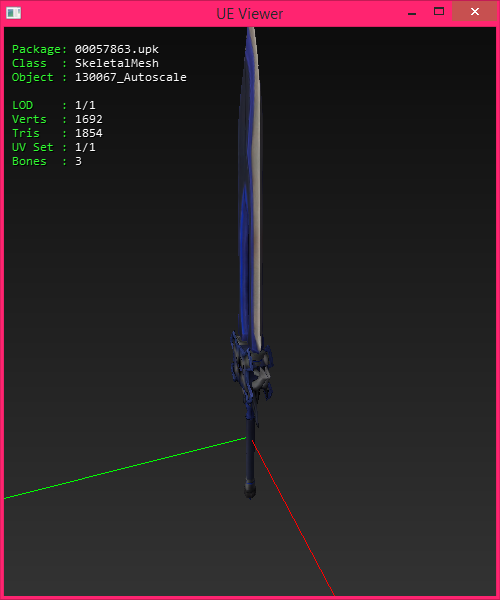 UE Viewer
Package: 00057863.upk
Class : SkeletalMesh
Object : 130067_Autoscale
LOD : 1/1
Verts : 1692
Tris : 1854
UV Set : 1/1
Bones : 3